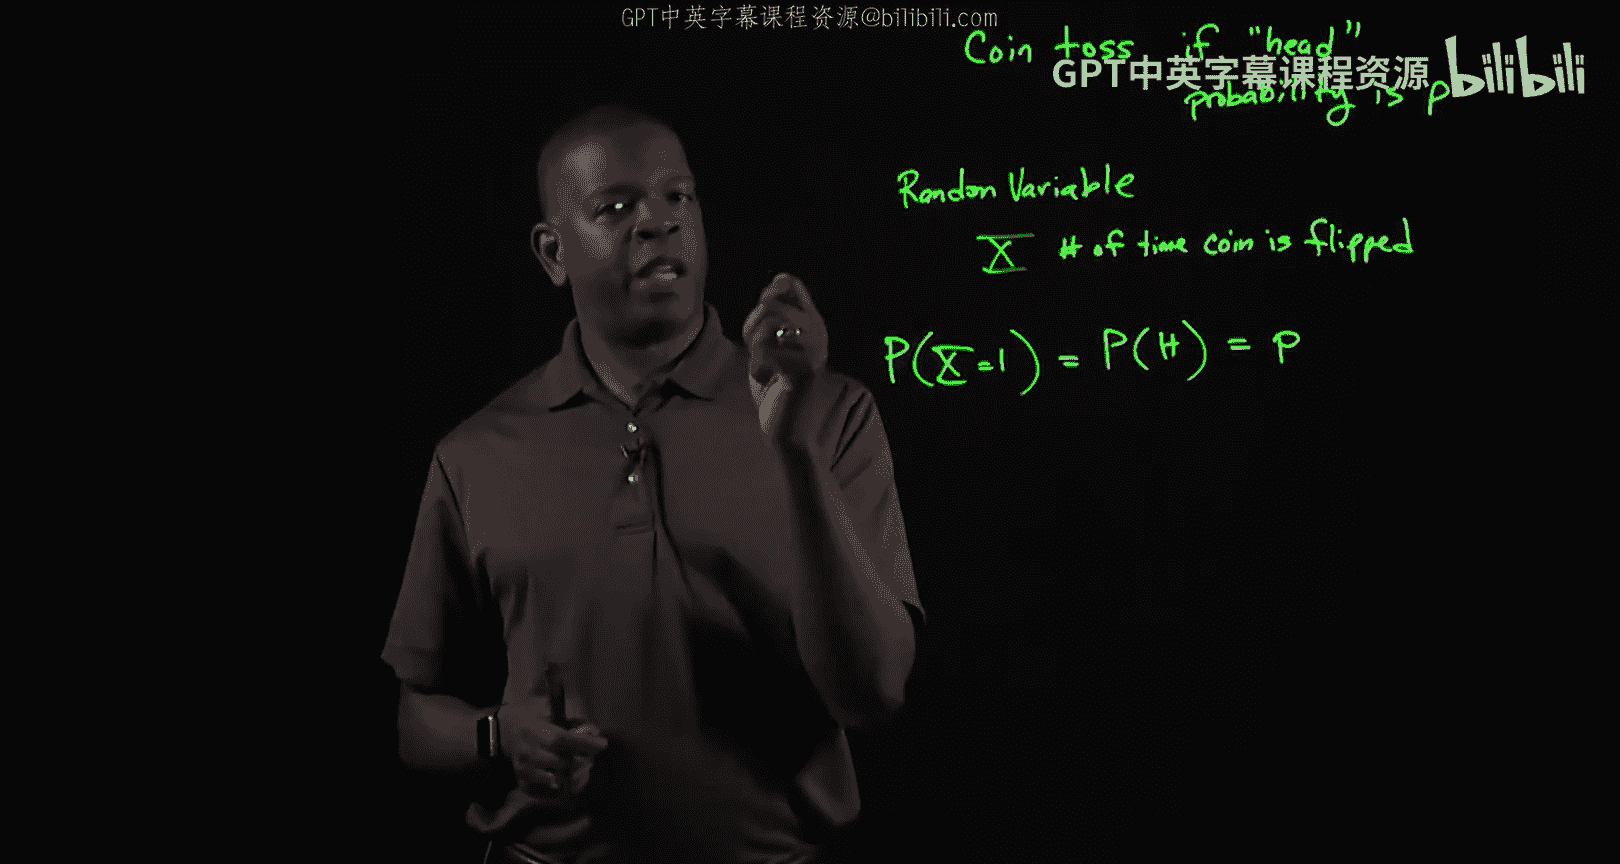 GPT中英字幕课程资源@bilibili.com
Coin toss if "head"
GPT中英字幕课程资源 bilibili
probability is p
Random Variable
X # of time coin is flipped
P(X=1) = P(H) = P